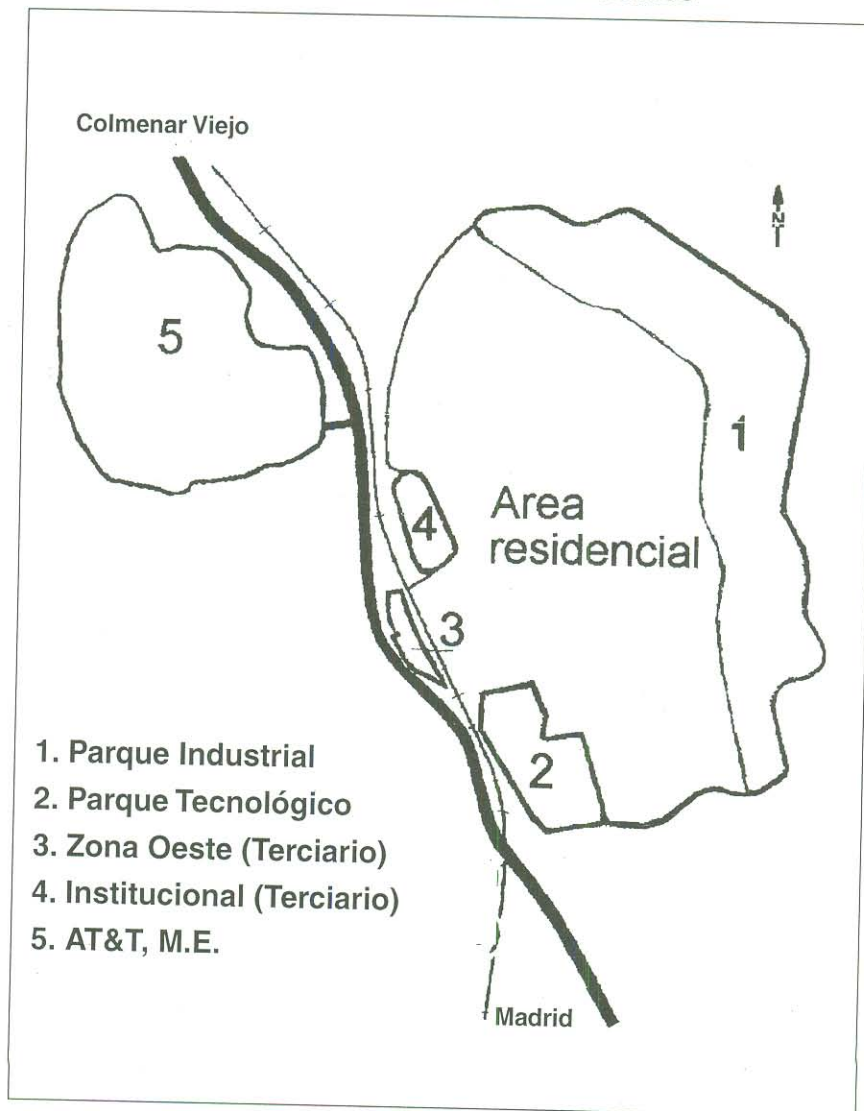 Colmenar Viejo
N
5
1
4
Area
residencial
3
2
1. Parque Industrial
2. Parque Tecnológico
3. Zona Oeste (Terciario)
4. Institucional (Terciario)
5. AT&T, M.E.
Madrid